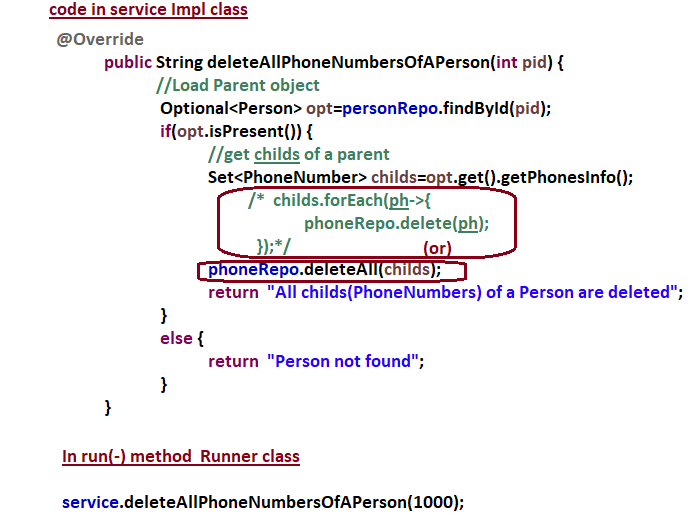 code in service Impl class
@Override
public String deleteAllPhoneNumbersOfAPerson(int pid) {
//Load Parent object
Optional<Person> opt=personRepo.findById(pid);
if(opt.isPresent()) {
//get childs of a parent
Set<PhoneNumber> childs=opt.get().getPhonesInfo();
/*  childs.forEach(ph->{
phoneRepo.delete(ph);
});*/ (or)
phoneRepo.deleteAll(childs);
return "All childs(PhoneNumbers) of a Person are deleted";
}
else {
return "Person not found";
}
}
In run(-) method  Runner class
service.deleteAllPhoneNumbersOfAPerson(1000);